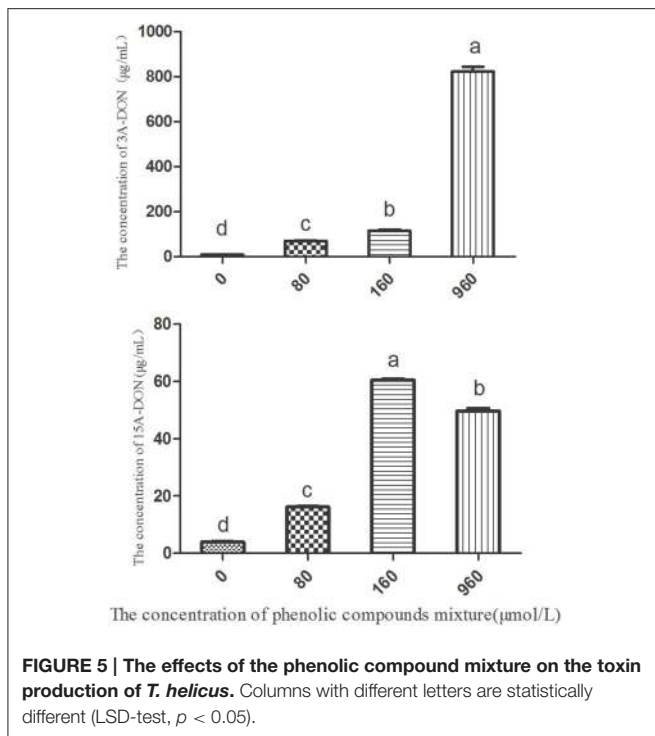 The concentration of 3A-DON (μg/mL)
1000
800
600
400
200
0
d
c
b
a
0
80
160
960
The concentration of 15A-DON(μg/mL)
80
60
40
20
0
d
c
a
b
0
80
160
960
The concentration of phenolic compounds mixture(μmol/L)
FIGURE 5 | The effects of the phenolic compound mixture on the toxin
production of T. helicus. Columns with different letters are statistically
different (LSD-test, p < 0.05).